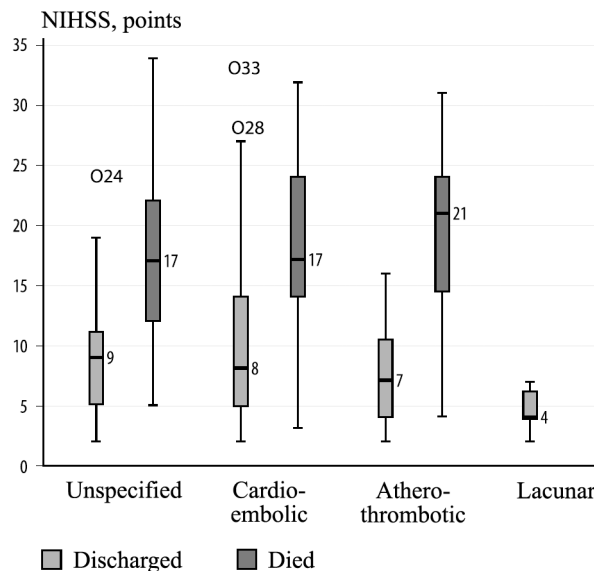 NIHSS, points
35
O33
30
O28
25
O24
21
20
17
17
15
10
9
8
7
5
4
0
Unspecified
Cardio-
embolic
Athero-
thrombotic
Lacunar
Discharged
Died